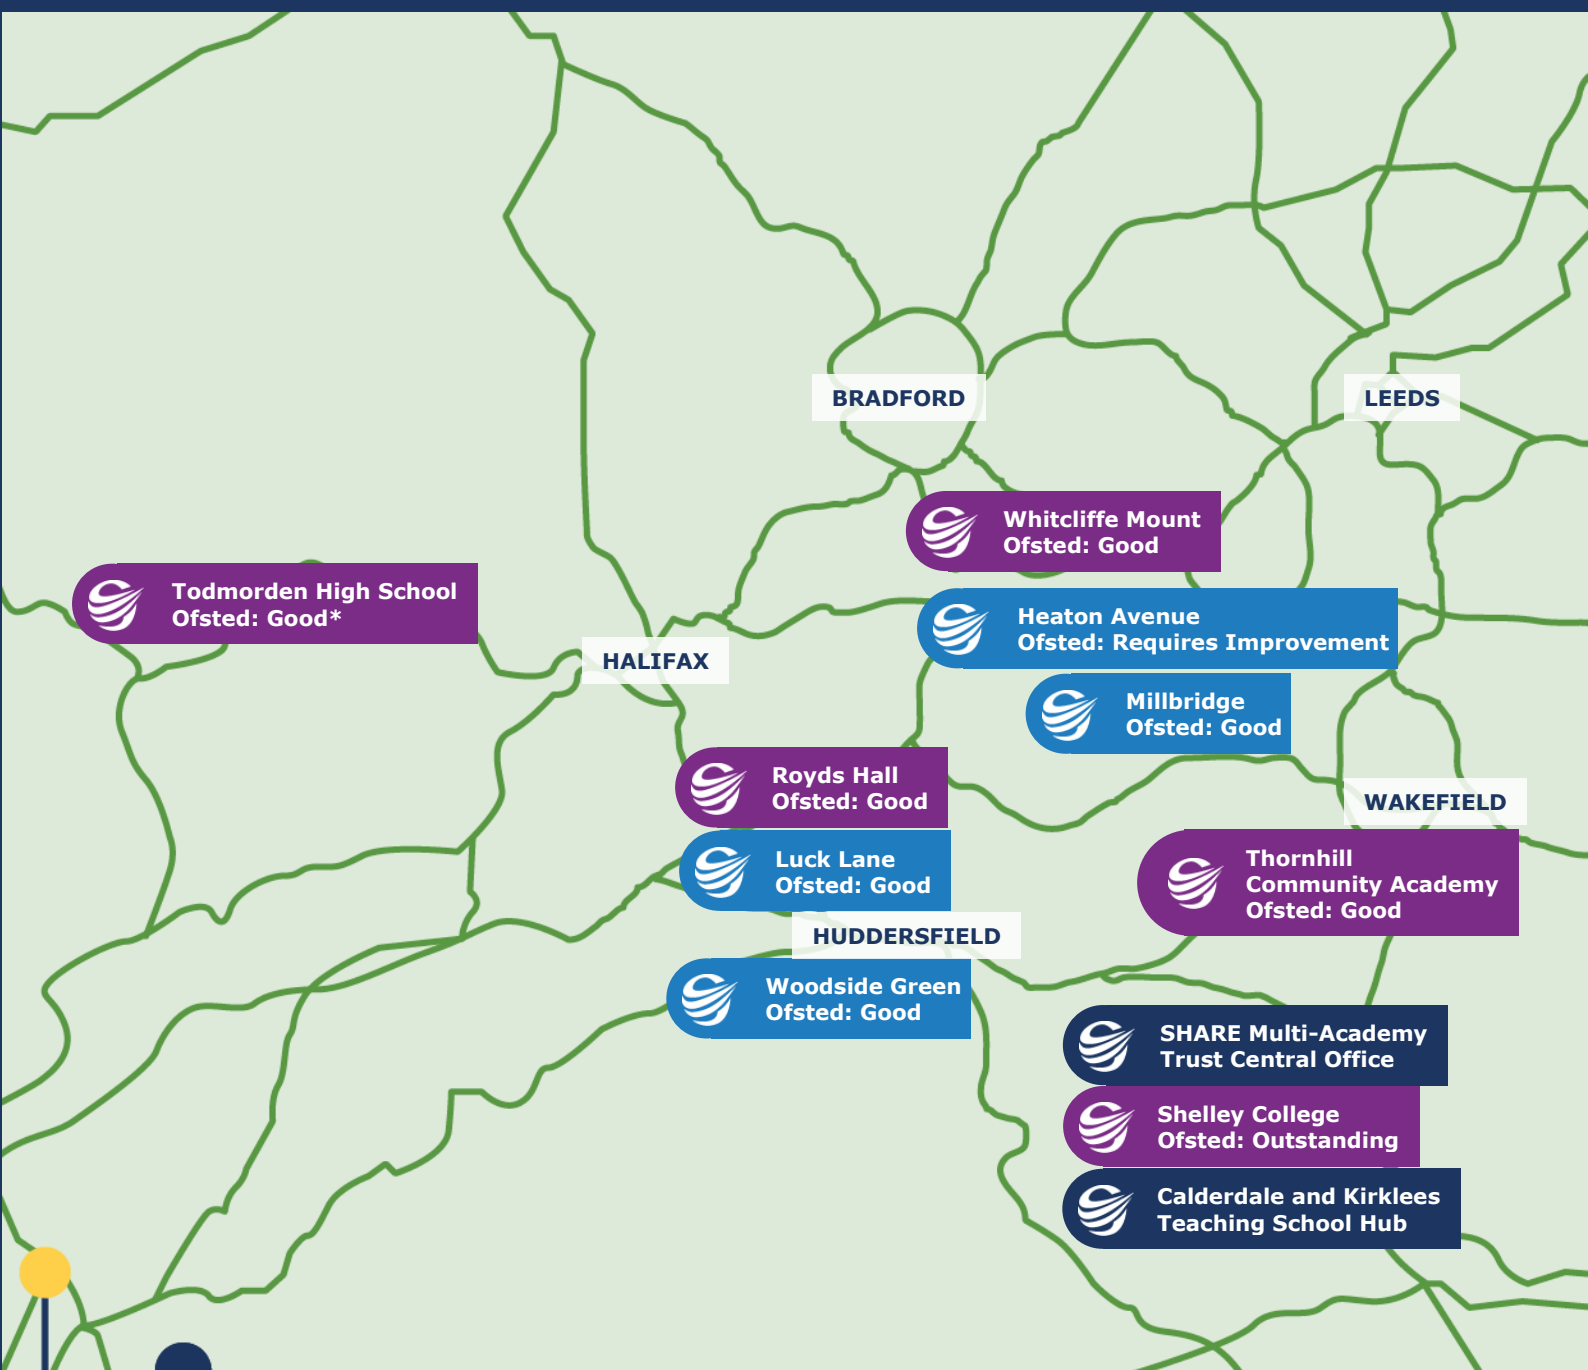 BRADFORD
LEEDS
Whitcliffe Mount
Ofsted: Good
Todmorden High School
Ofsted: Good*
Heaton Avenue
Ofsted: Requires Improvement
HALIFAX
Millbridge
Ofsted: Good
Royds Hall
Ofsted: Good
WAKEFIELD
Luck Lane
Ofsted: Good
Thornhill
Community Academy
Ofsted: Good
HUDDERSFIELD
Woodside Green
Ofsted: Good
SHARE Multi-Academy
Trust Central Office
Shelley College
Ofsted: Outstanding
Calderdale and Kirklees
Teaching School Hub